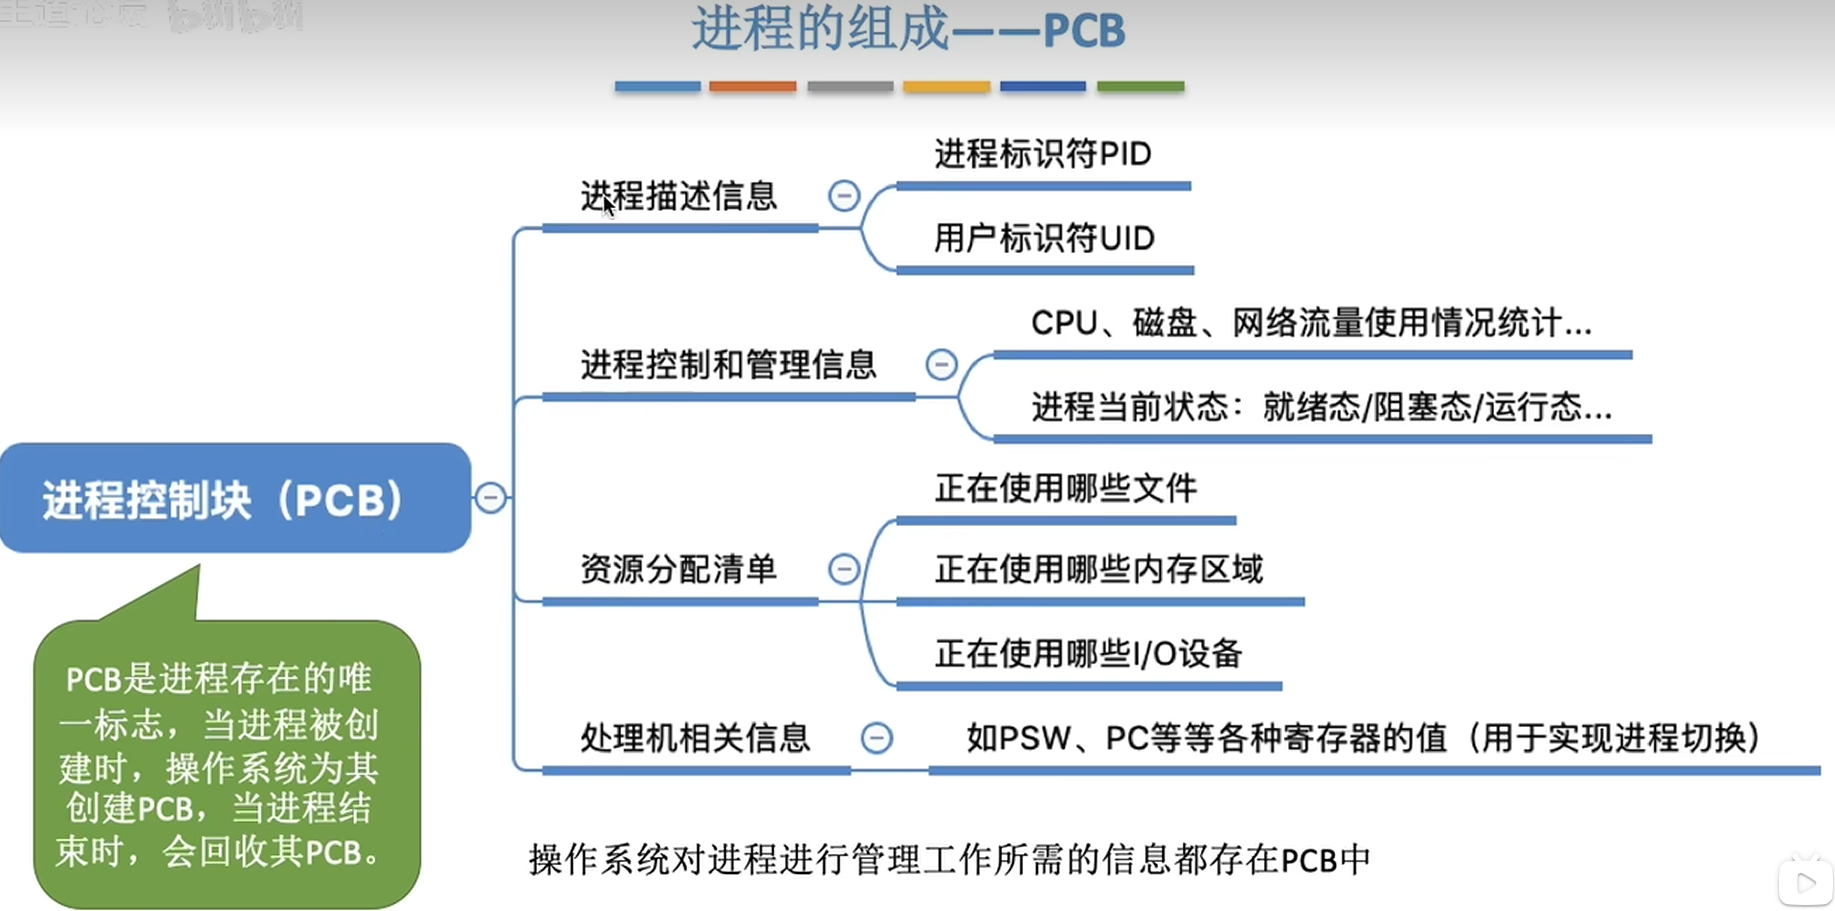 王道论坛 bilibili
进程的组成——PCB
进程标识符PID
进程描述信息
用户标识符UID
CPU、磁盘、网络流量使用情况统计...
进程控制和管理信息
进程当前状态：就绪态/阻塞态/运行态...
进程控制块（PCB）
正在使用哪些文件
资源分配清单
正在使用哪些内存区域
正在使用哪些I/O设备
处理机相关信息
如PSW、PC等等各种寄存器的值（用于实现进程切换）
PCB是进程存在的唯
一标志，当进程被创
建时，操作系统为其
创建PCB，当进程结
束时，会回收其PCB。
操作系统对进程进行管理工作所需的信息都存在PCB中